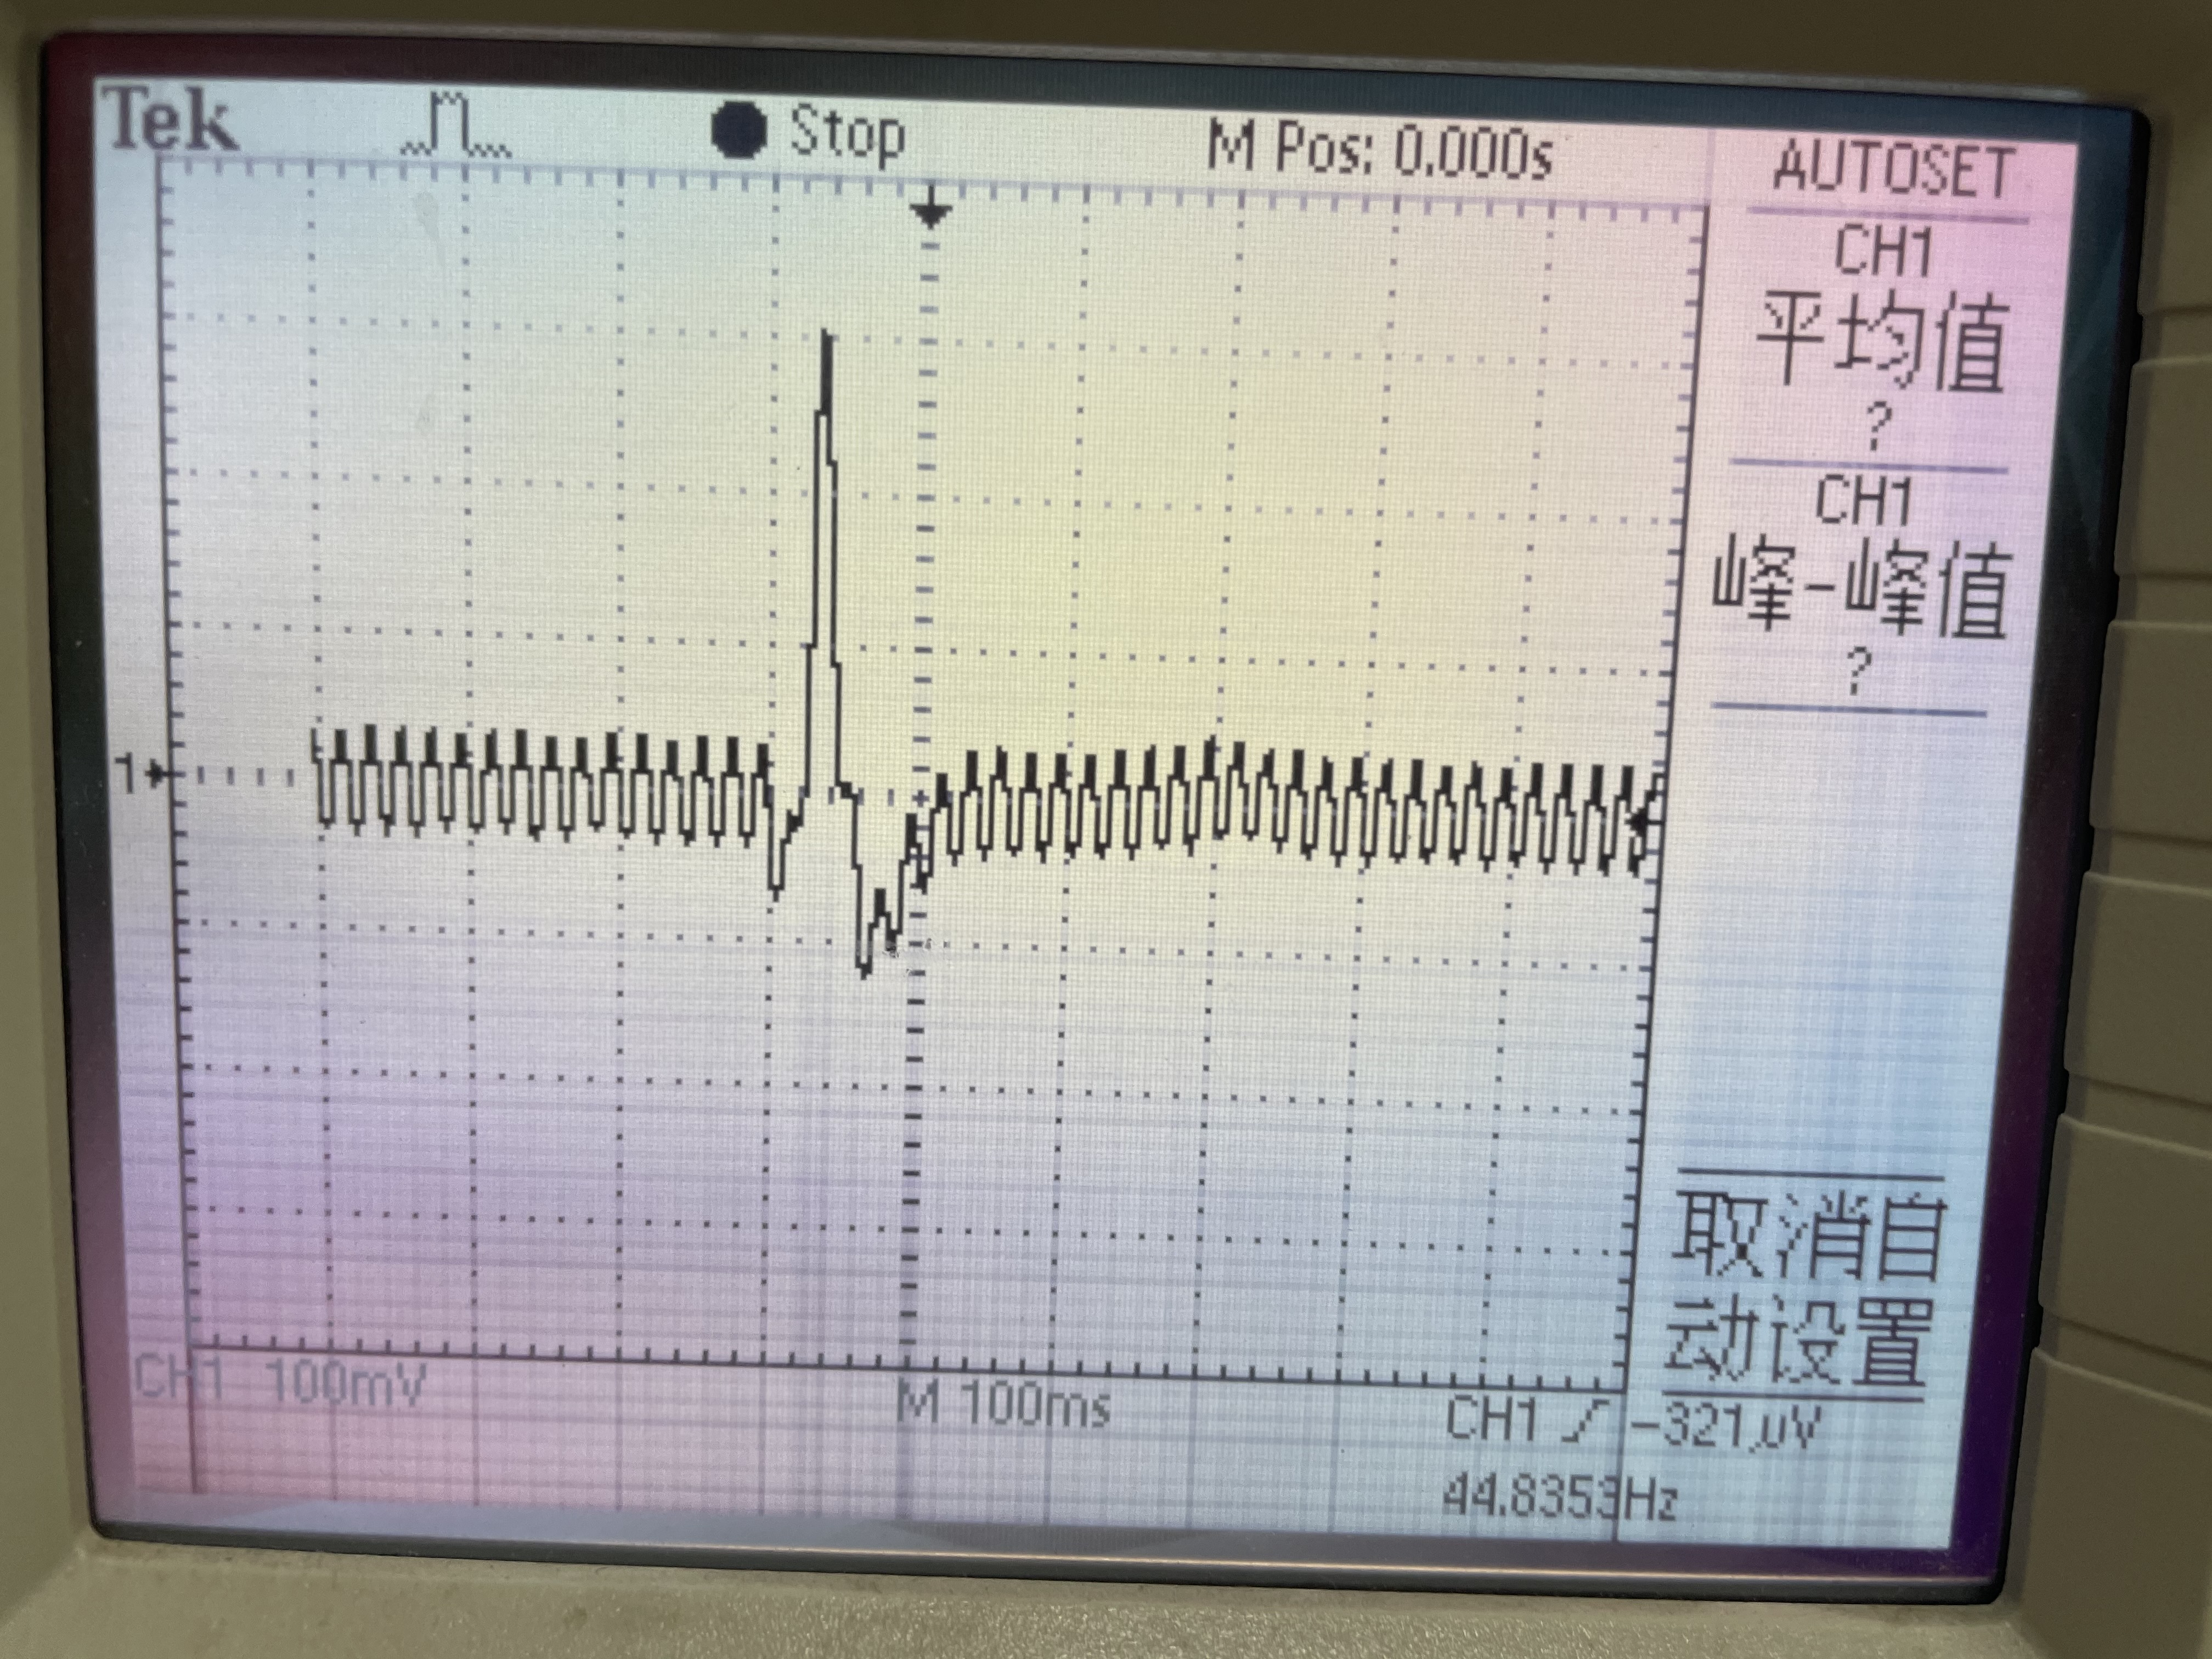 Tek
Stop
M Pos: 0.000s
AUTOSET
CH1
平均值
?
CH1
峰-峰值
?
1
取消自
动设置
CH1 100mV
M 100ms
CH1
-321µV
44.8353Hz